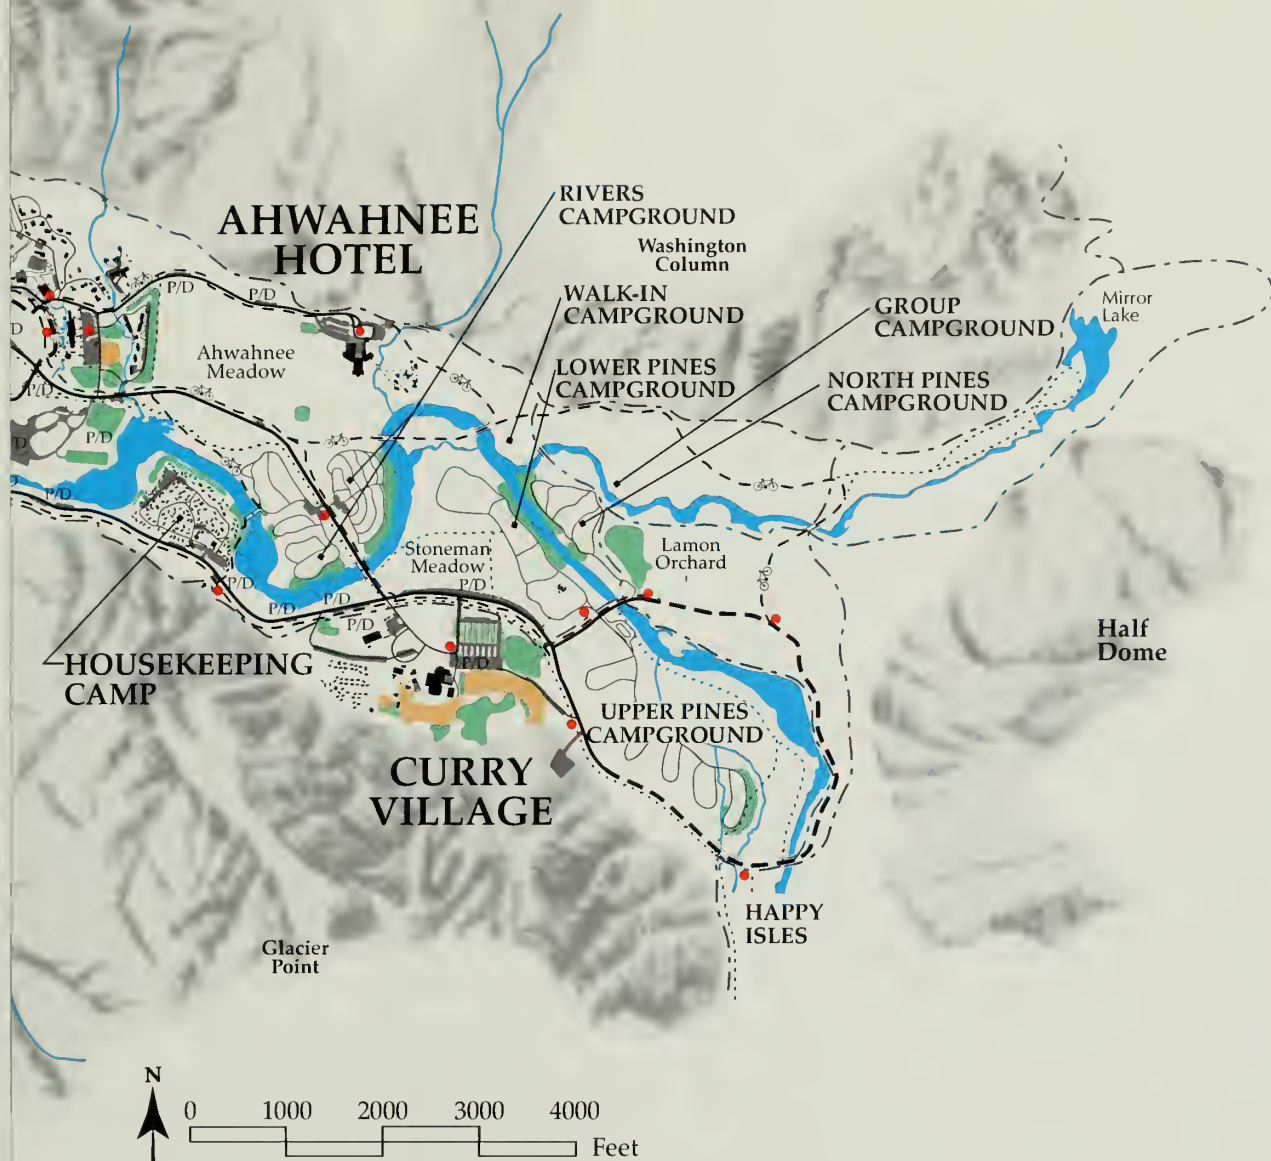 RIVERS
CAMPGROUND
AHWAHNEE
HOTEL
Washington
Column
WALK-IN
CAMPGROUND
GROUP
CAMPGROUND
Mirror
Lake
P/D
P/D
D
Ahwahnee
Meadow
LOWER PINES
CAMPGROUND
NORTH PINES
CAMPGROUND
P/D
P/D
D
P/D
Stoneman
Meadow
Lamon
Orchard
P/D
P/D
P/D
P/D
P/D
P/D
HOUSEKEEPING
CAMP
Half
Dome
UPPER PINES
CAMPGROUND
CURRY
VILLAGE
HAPPY
ISLES
Glacier
Point
N
0 1000 2000 3000 4000
Feet